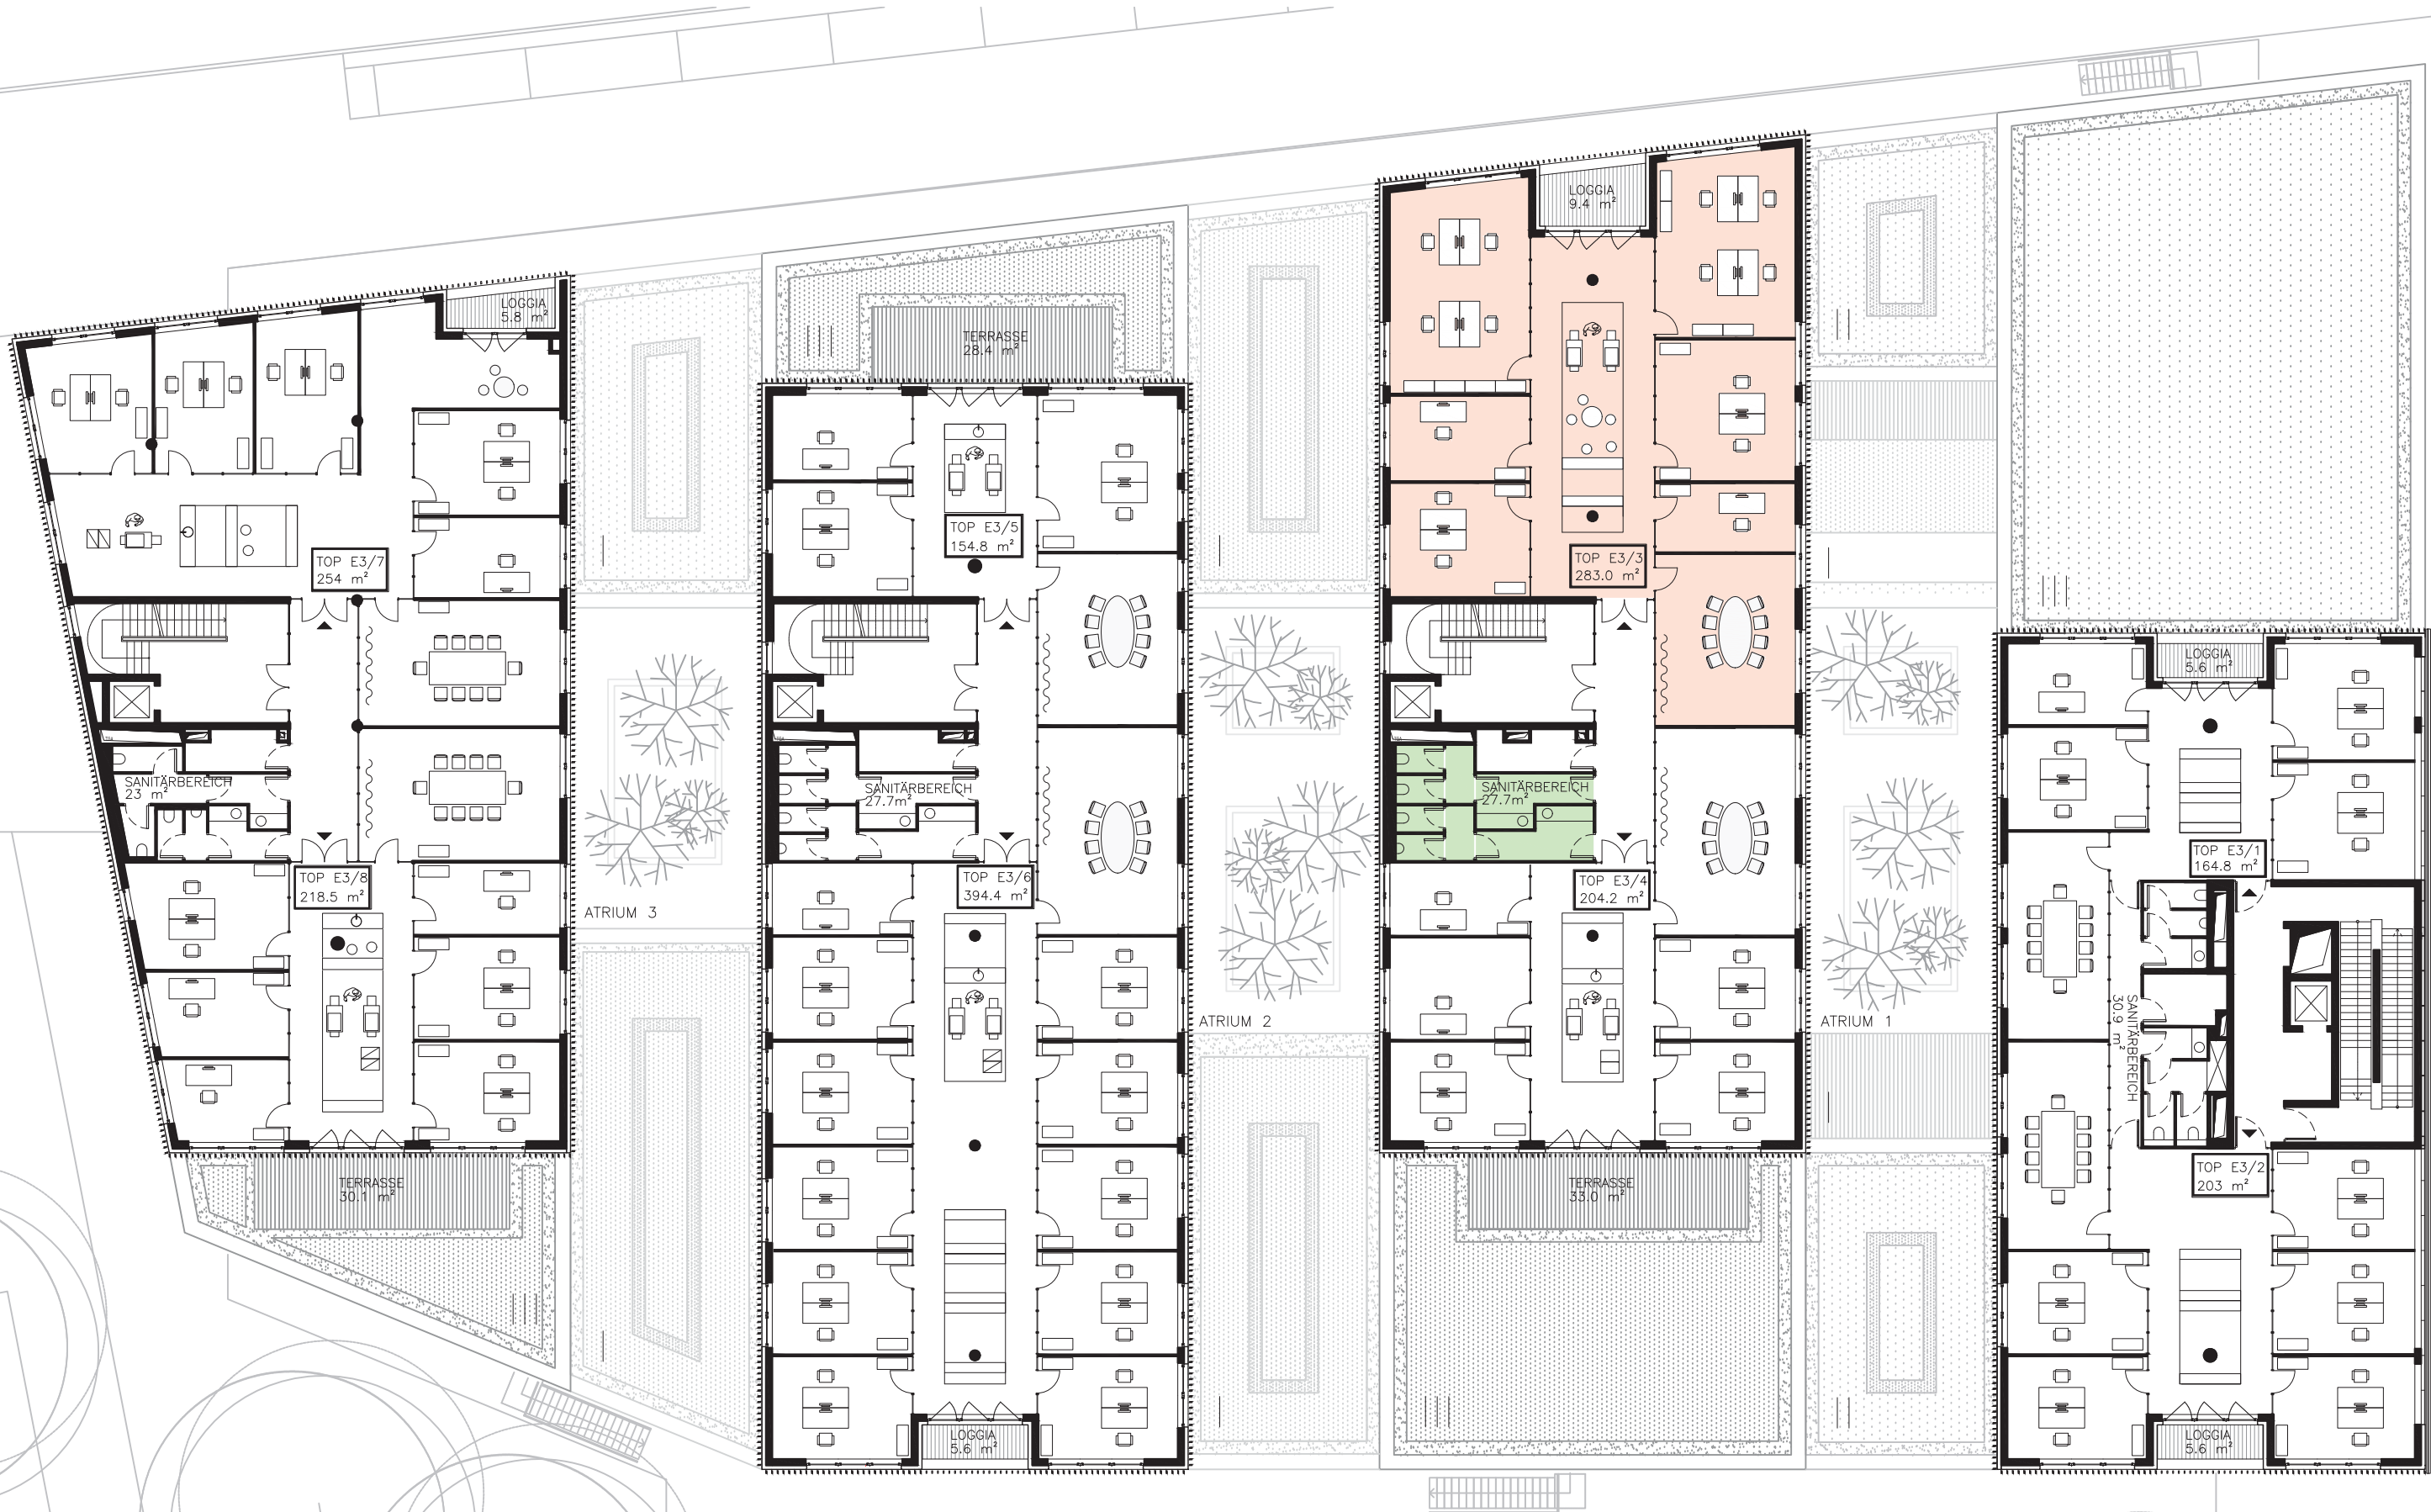 LOGGIA
5.8 m²
TERRASSE
28.4 m²
LOGGIA
9.4 m²
TOP E3/7
254 m²
TOP E3/5
154.8 m²
TOP E3/3
283.0 m²
LOGGIA
5.6 m²
SANITÄRBEREICH
23 m²
SANITÄRBEREICH
27.7m²
SANITÄRBEREICH
27.7m²
TOP E3/1
164.8 m²
TOP E3/8
218.5 m²
ATRIUM 3
TOP E3/6
394.4 m²
TOP E3/4
204.2 m²
ATRIUM 2
ATRIUM 1
SANITÄRBEREICH
30.9 m²
TERRASSE
30.1 m²
TERRASSE
33.0 m²
TOP E3/2
203 m²
LOGGIA
5.6 m²
LOGGIA
5.6 m²